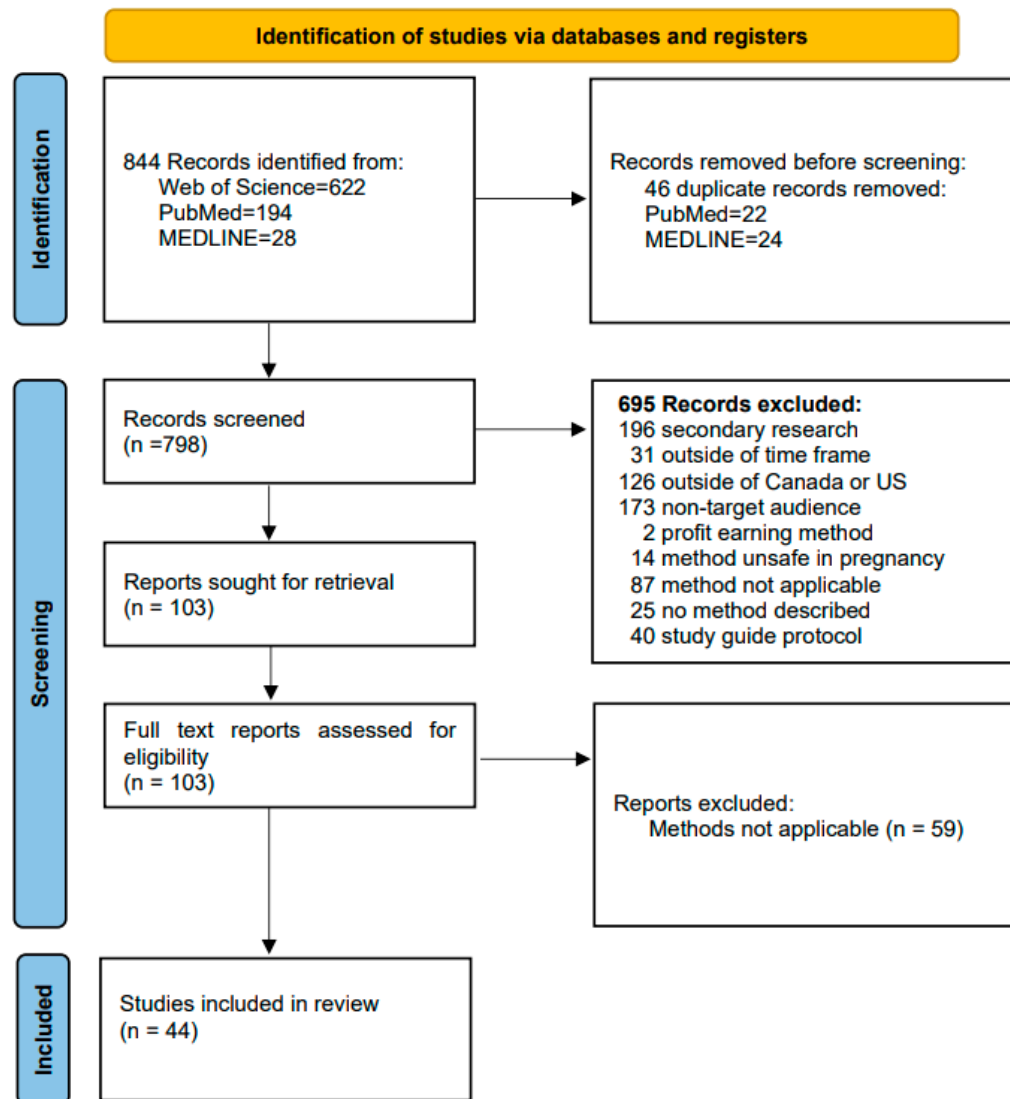 Identification of studies via databases and registers
Identification
844 Records identified from:
Web of Science=622
PubMed=194
MEDLINE=28
Records removed before screening:
46 duplicate records removed:
PubMed=22
MEDLINE=24
Screening
Records screened
(n =798)
695 Records excluded:
196 secondary research
31 outside of time frame
126 outside of Canada or US
173 non-target audience
2 profit earning method
14 method unsafe in pregnancy
87 method not applicable
25 no method described
40 study guide protocol
Reports sought for retrieval
(n = 103)
Full text reports assessed for
eligibility
(n = 103)
Reports excluded:
Methods not applicable (n = 59)
Included
Studies included in review
(n = 44)